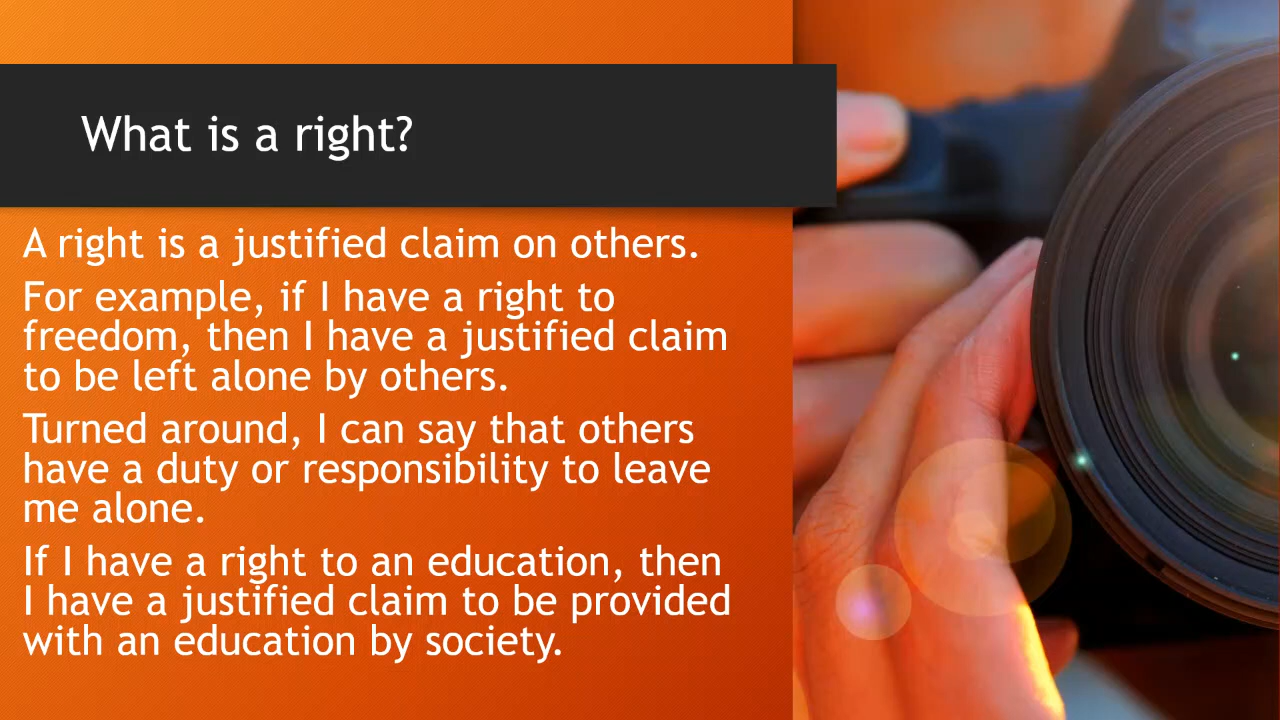 What is a right?
A right is a justified claim on others.
For example, if I have a right to
freedom, then I have a justified claim
to be left alone by others.
Turned around, I can say that others
have a duty or responsibility to leave
me alone.
If I have a right to an education, then
I have a justified claim to be provided
with an education by society.